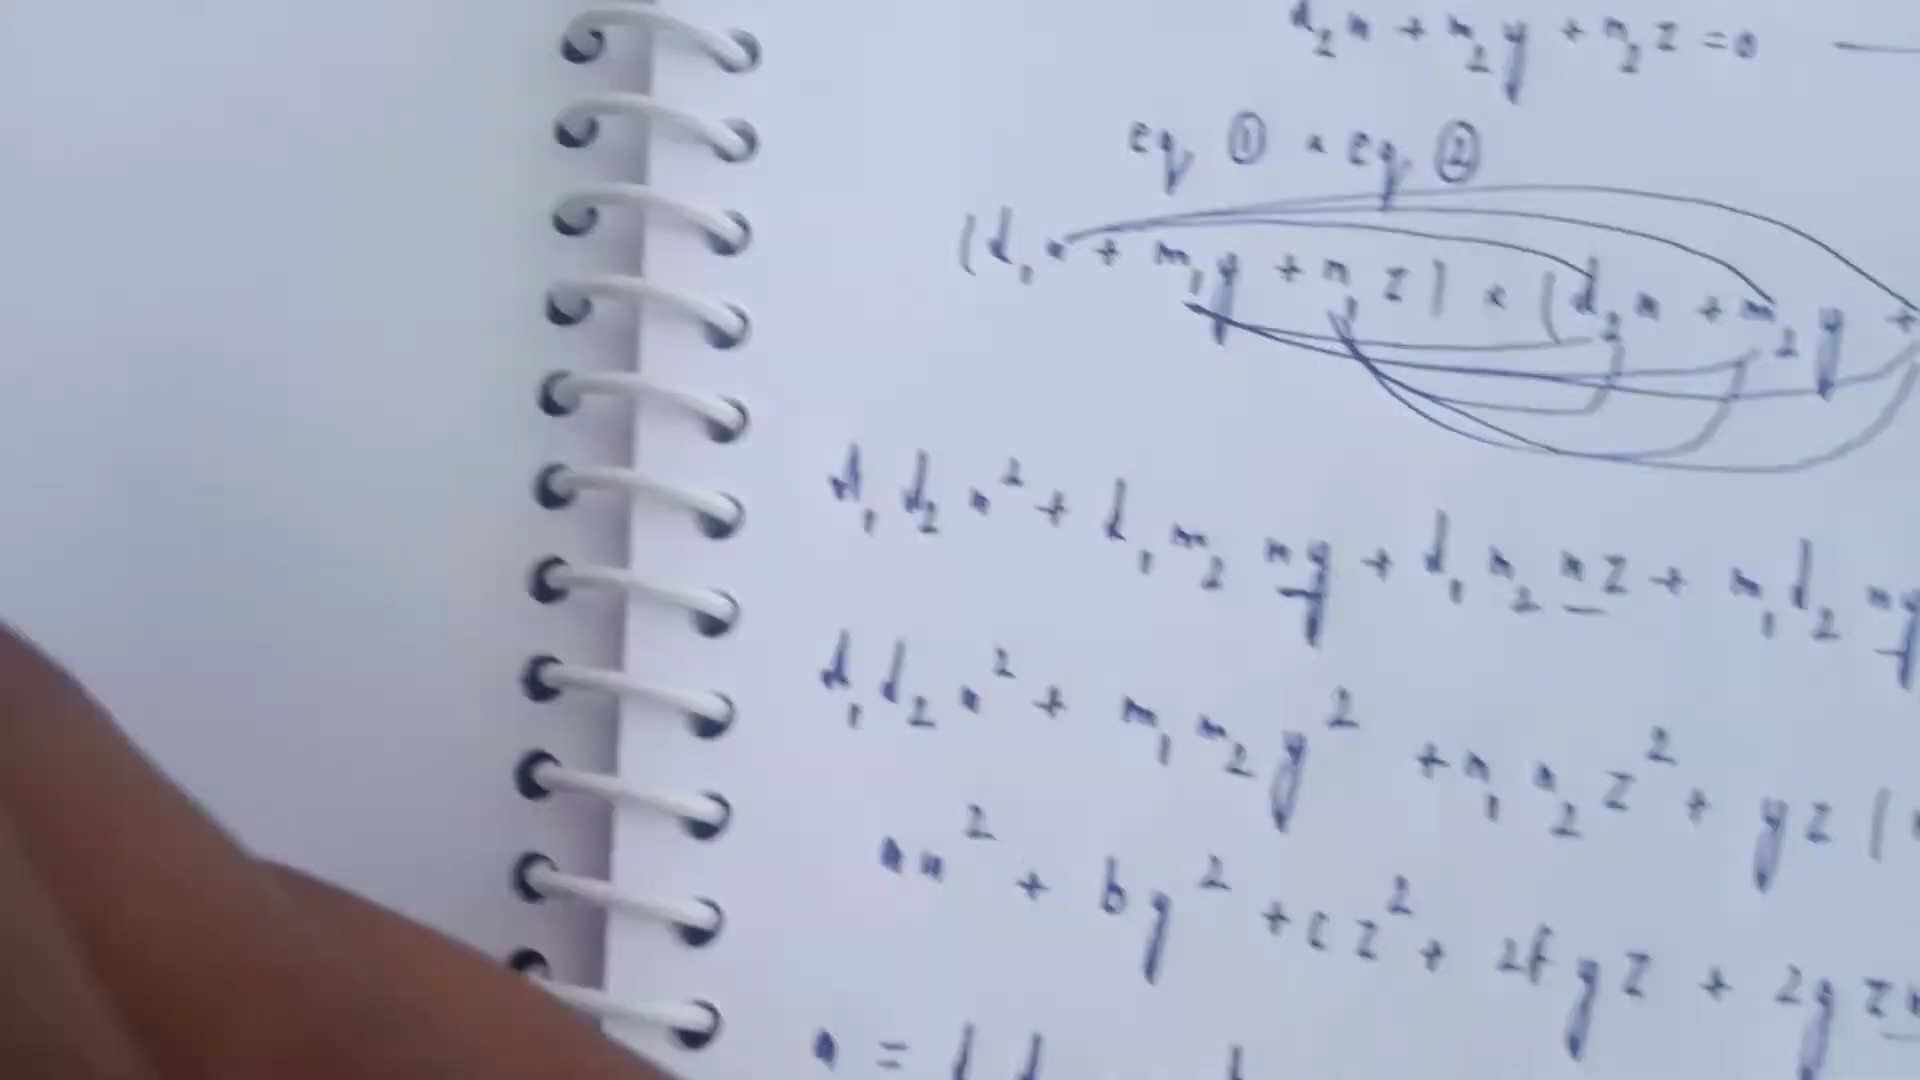 l₂x + m₂y + n₂z = 0 —
eq ① × eq ②
(l₁x + m₁y + n₁z) × (l₂x + m₂y +
l₁l₂x² + l₁m₂xy + l₁n₂xz + m₁l₂xy
l₁l₂x² + m₁m₂y² + n₁n₂z² + yz(
ax² + by² + cz² + 2fyz + 2gzx
a = l₁l₂